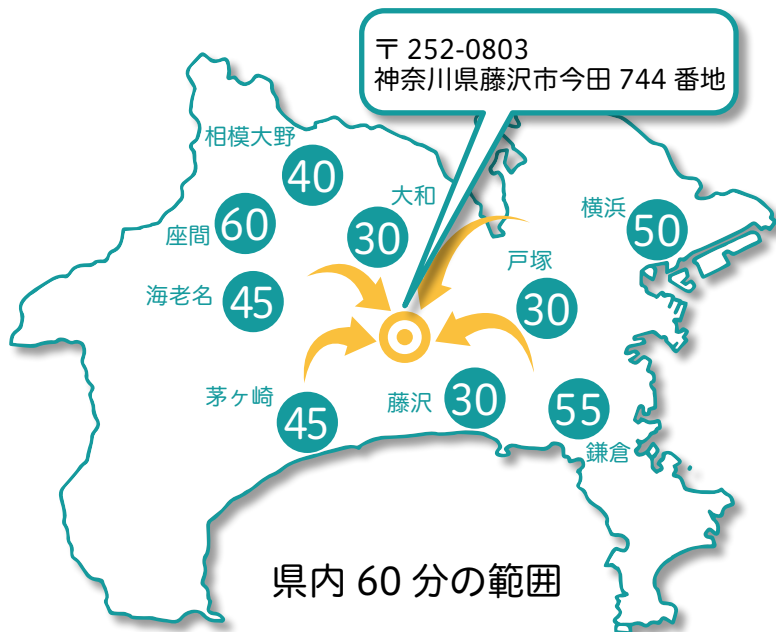 〒 252-0803
神奈川県藤沢市今田 744 番地
相模大野
40
大和
30
座間
60
横浜
50
戸塚
30
海老名
45
茅ヶ崎
45
藤沢
30
55
鎌倉
県内 60 分の範囲